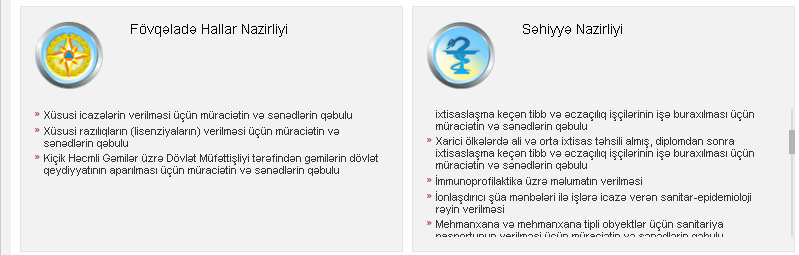 Fövqəladə Hallar Nazirliyi
Xüsusi icazələrin verilməsi üçün müraciətin və sənədlərin qəbulu
Xüsusi razılıqların (lisenziyaların) verilməsi üçün müraciətin və
sənədlərin qəbulu
Kiçik Həcmli Gəmilər üzrə Dövlət Müfəttişliyi tərəfindən gəmilərin dövlət
qeydiyyatının aparılması üçün müraciətin və sənədlərin qəbulu
Səhiyyə Nazirliyi
ixtisaslaşma keçən tibb və əczaçılıq işçilərinin işə buraxılması üçün
müraciətin və sənədlərin qəbulu
Xarici ölkələrdə ali və orta ixtisas təhsili almış, diplomdan sonra
ixtisaslaşma keçən tibb və əczaçılıq işçilərinin işə buraxılması üçün
müraciətin və sənədlərin qəbulu
İmmunoprofilaktika üzrə məlumatın verilməsi
İonlaşdırıcı şüa mənbələri ilə işlərə icazə verən sanitar-epidemioloji
rəyin verilməsi
Mehmanxana və mehmanxana tipli obyektlər üçün sanitariya
pasportunun verilməsi üçün müraciətin və sənədlərin qəbulu